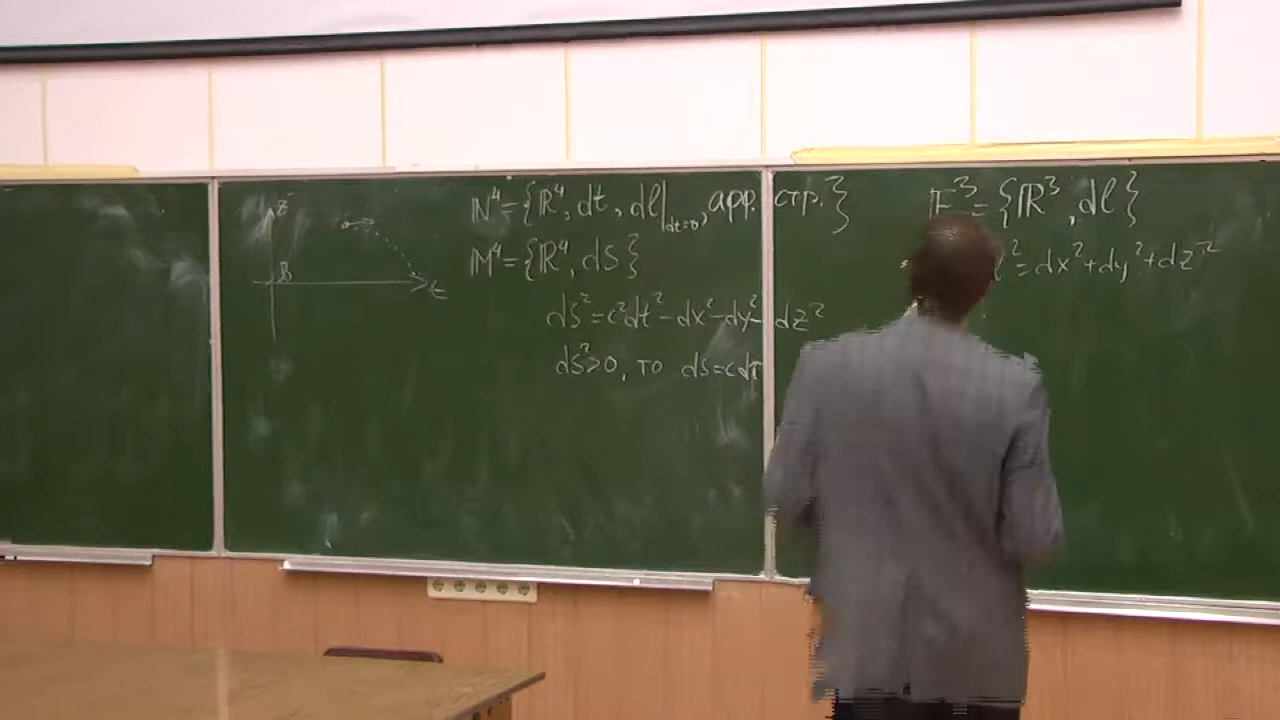 z
t
N⁴={ℝ⁴, dt, dl|dt=0, арр. стр.}
M⁴={ℝ⁴, ds}
ds²=c²dt²-dx²-dy²-dz²
ds²>0, то ds=cdτ
E³={ℝ³, dl}
²=dx²+dy²+dz²